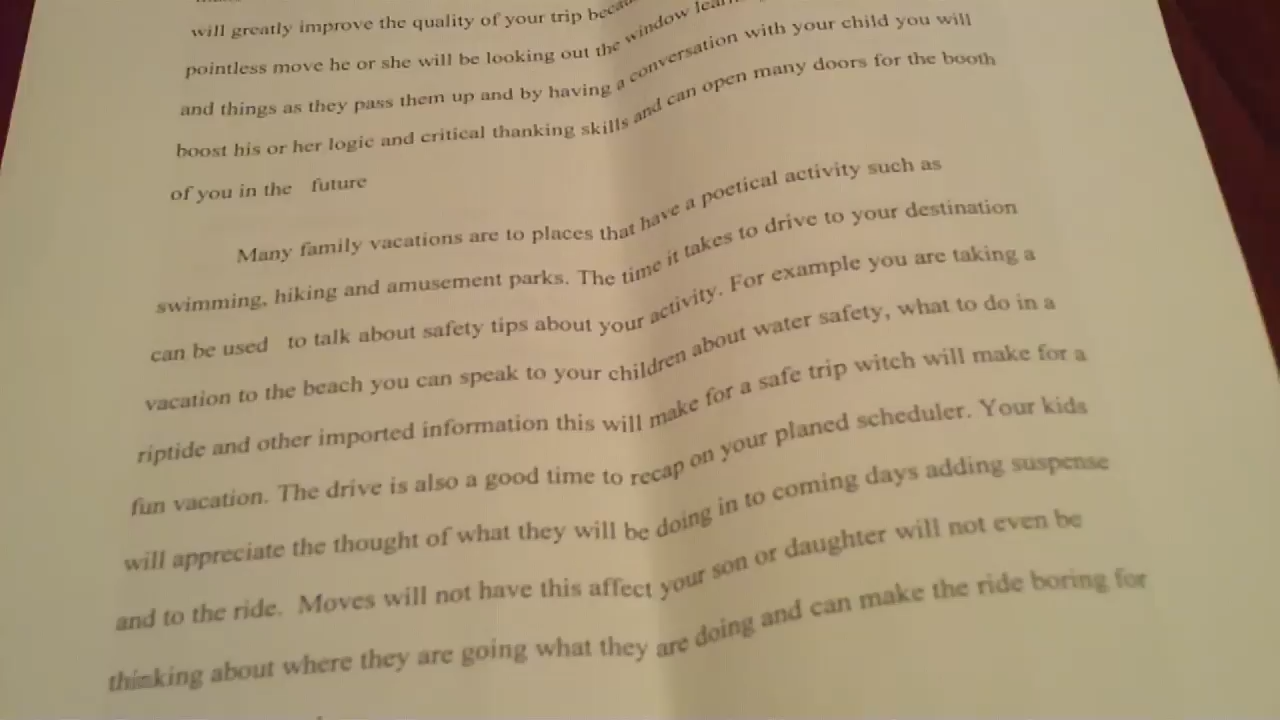 will greatly improve the quality of your trip
pointless move he or she will be looking out the window
and things as they pass them up and by having a conversation with your child you will
boost his or her logic and critical thanking skills and can open many doors for the booth
of you in the future
Many family vacations are to places that have a poetical activity such as
swimming, hiking and amusement parks. The time it takes to drive to your destination
can be used to talk about safety tips about your activity. For example you are taking a
vacation to the beach you can speak to your children about water safety, what to do in a
riptide and other imported information this will make for a safe trip witch will make for a
fun vacation. The drive is also a good time to recap on your planed scheduler. Your kids
will appreciate the thought of what they will be doing in to coming days adding suspense
and to the ride. Moves will not have this affect your son or daughter will not even be
thinking about where they are going what they are doing and can make the ride boring for